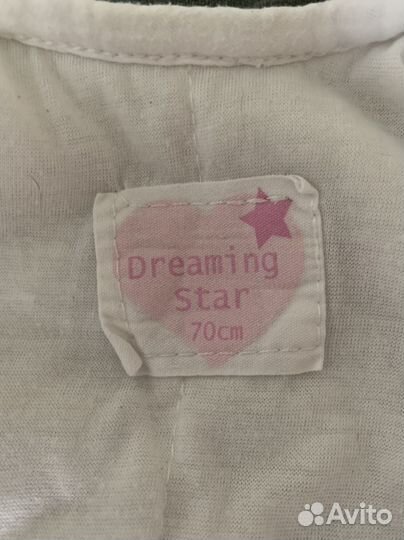 Dreaming
Star
70cm
Avito